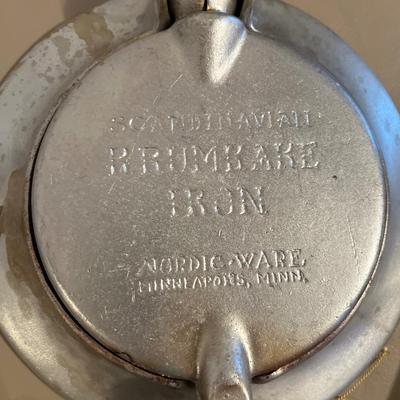 SCANDINAVIAN
KRUMKAKE
IRON
NORDIC WARE
MINNEAPOLIS, MINN.